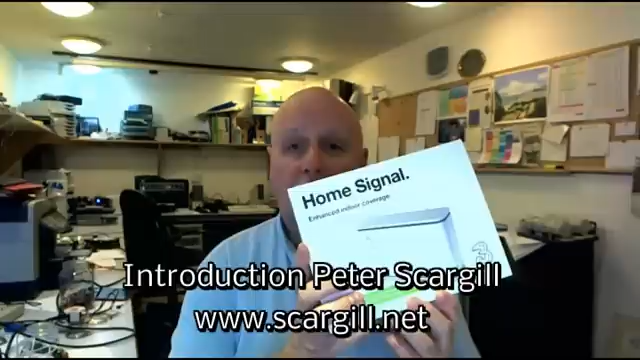 Home Signal.
Enhanced indoor coverage
Introduction Peter Scargill
www.scargill.net